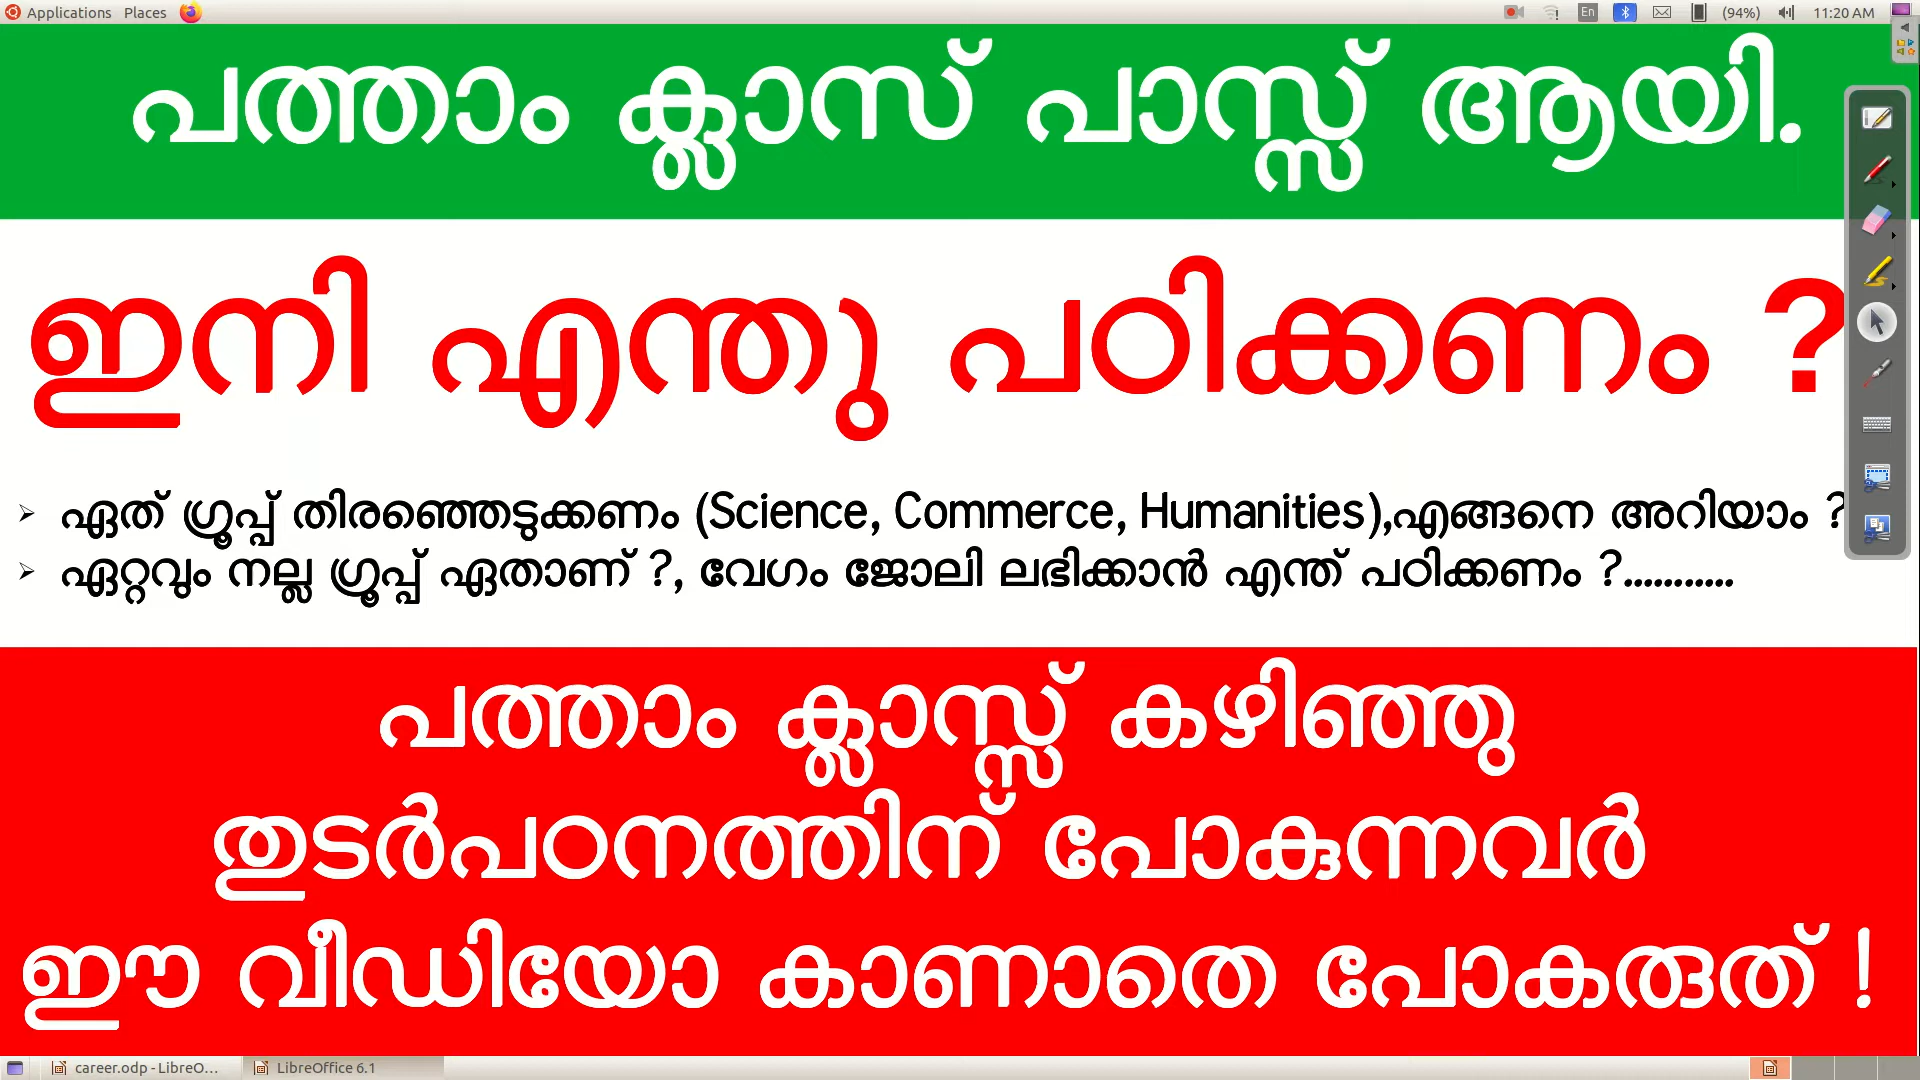 Applications Places En (94%) 11:20 AM
പത്താം ക്ലാസ് പാസ്സ് ആയി.
ഇനി എന്തു പഠിക്കണം ?
ഏത് ഗ്രൂപ്പ് തിരഞ്ഞെടുക്കണം (Science, Commerce, Humanities),എങ്ങനെ അറിയാം ?
ഏറ്റവും നല്ല ഗ്രൂപ്പ് ഏതാണ് ?, വേഗം ജോലി ലഭിക്കാൻ എന്ത് പഠിക്കണം ?...........
പത്താം ക്ലാസ്സ് കഴിഞ്ഞു
തുടർപഠനത്തിന് പോകുന്നവർ
ഈ വീഡിയോ കാണാതെ പോകരുത് !
career.odp - LibreO... LibreOffice 6.1